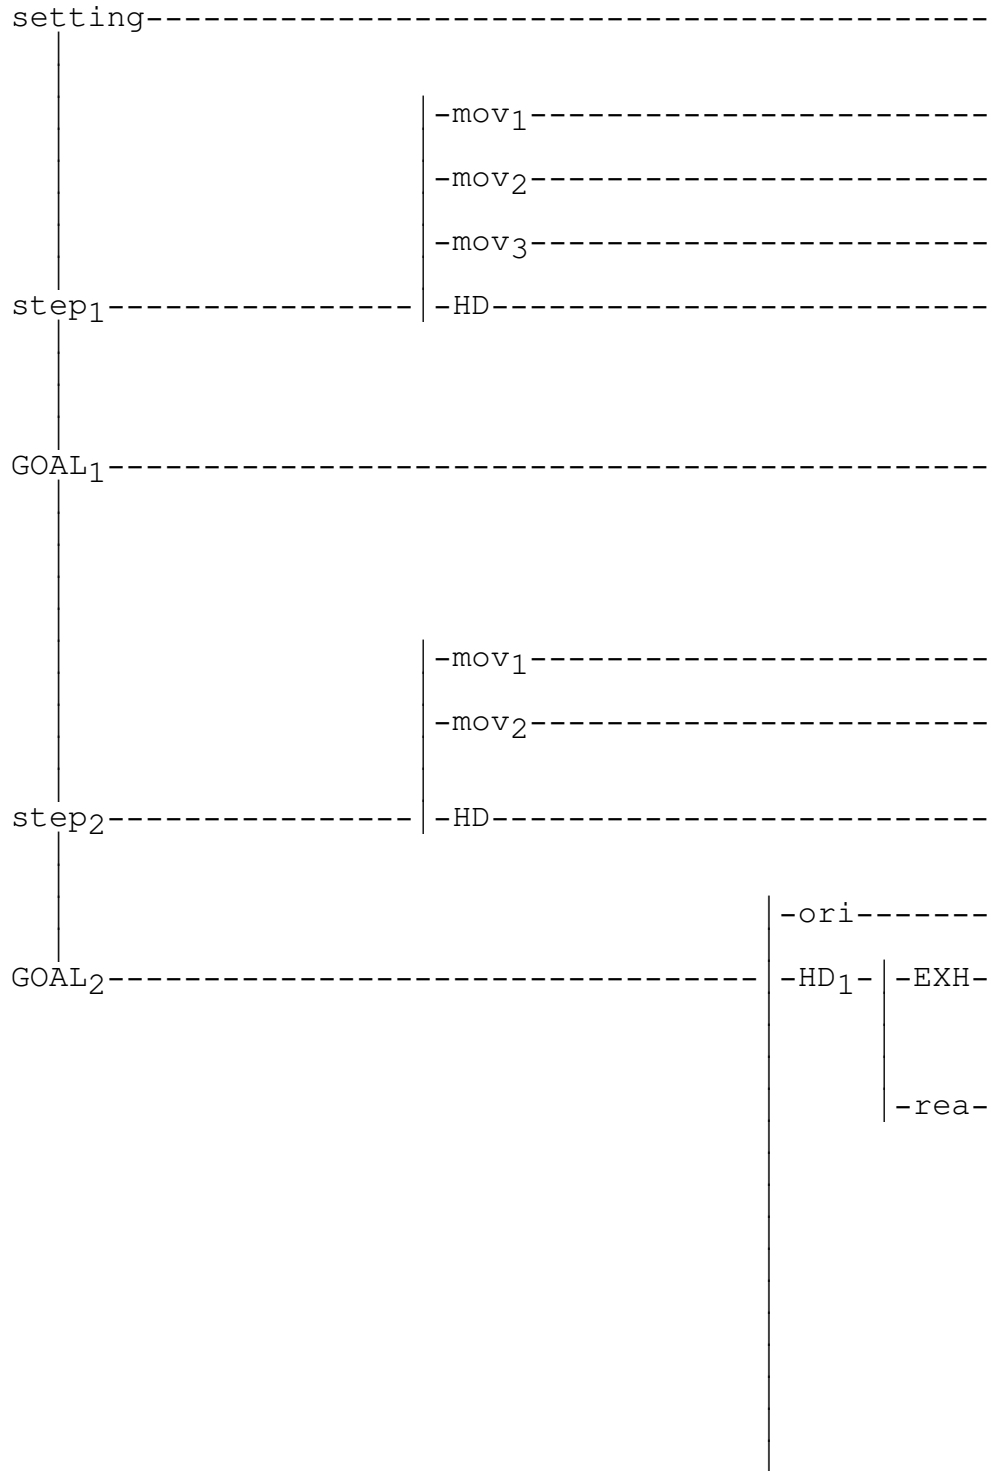 setting
-mov1
-mov2
-mov3
step1 -HD
GOAL1
-mov1
-mov2
step2 -HD
-ori
GOAL2 -HD1- -EXH-
-rea-